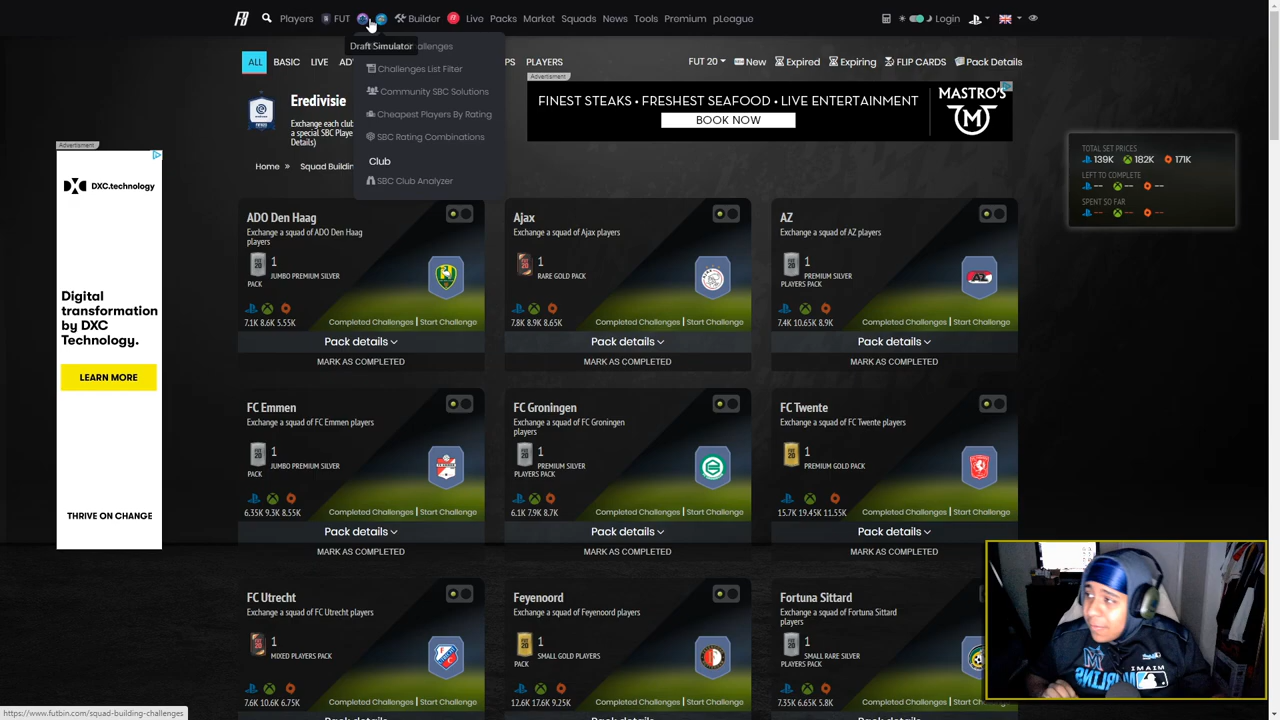 Players FUT Builder Live Packs Market Squads News Tools Premium pLeague Login
Draft Simulator
Challenges List Filter
Community SBC Solutions
Cheapest Players By Rating
SBC Rating Combinations
Club
SBC Club Analyzer
ALL BASIC LIVE
PLAYERS
FUT 20 New Expired Expiring FLIP CARDS Pack Details
Eredivisie
Exchange each club
a special SBC Playe
Details)
Home » Squad Buildin
Advertisment
FINEST STEAKS • FRESHEST SEAFOOD • LIVE ENTERTAINMENT
BOOK NOW
MASTRO'S
M
Advertisment
DXC.technology
Digital
transformation
by DXC
Technology.
LEARN MORE
THRIVE ON CHANGE
TOTAL SET PRICES
139K 182K 171K
LEFT TO COMPLETE
-- -- --
SPENT SO FAR
-- -- --
ADO Den Haag
Exchange a squad of ADO Den Haag
players
1
JUMBO PREMIUM SILVER
PACK
7.1K 8.6K 5.55K
Completed Challenges | Start Challenge
Pack details
MARK AS COMPLETED
Ajax
Exchange a squad of Ajax players
1
RARE GOLD PACK
7.8K 8.9K 8.65K
Completed Challenges | Start Challenge
Pack details
MARK AS COMPLETED
AZ
Exchange a squad of AZ players
1
PREMIUM SILVER
PLAYERS PACK
7.4K 10.65K 8.9K
Completed Challenges | Start Challenge
Pack details
MARK AS COMPLETED
FC Emmen
Exchange a squad of FC Emmen players
1
JUMBO PREMIUM SILVER
PACK
6.35K 9.3K 8.55K
Completed Challenges | Start Challenge
Pack details
MARK AS COMPLETED
FC Groningen
Exchange a squad of FC Groningen
players
1
PREMIUM SILVER
PLAYERS PACK
6.1K 7.9K 8.7K
Completed Challenges | Start Challenge
Pack details
MARK AS COMPLETED
FC Twente
Exchange a squad of FC Twente players
1
PREMIUM GOLD PACK
15.7K 19.45K 11.55K
Completed Challenges | Start Challenge
Pack details
MARK AS COMPLETED
FC Utrecht
Exchange a squad of FC Utrecht players
1
MIXED PLAYERS PACK
7.6K 10.6K 6.75K
Completed Challenges | Start Challenge
Feyenoord
Exchange a squad of Feyenoord players
1
SMALL GOLD PLAYERS
PACK
12.6K 17.6K 9.25K
Completed Challenges | Start Challenge
Fortuna Sittard
Exchange a squad of Fortuna Sittard
players
1
SMALL RARE SILVER
PLAYERS PACK
7.35K 6.65K 5.8K
Completed Challenges | Start Challenge
https://www.futbin.com/squad-building-challenges